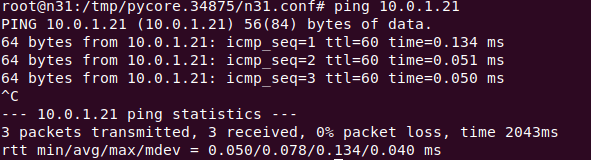 root@n31:/tmp/pycore.34875/n31.conf# ping 10.0.1.21
PING 10.0.1.21 (10.0.1.21) 56(84) bytes of data.
64 bytes from 10.0.1.21: icmp_seq=1 ttl=60 time=0.134 ms
64 bytes from 10.0.1.21: icmp_seq=2 ttl=60 time=0.051 ms
64 bytes from 10.0.1.21: icmp_seq=3 ttl=60 time=0.050 ms
^C
--- 10.0.1.21 ping statistics ---
3 packets transmitted, 3 received, 0% packet loss, time 2043ms
rtt min/avg/max/mdev = 0.050/0.078/0.134/0.040 ms